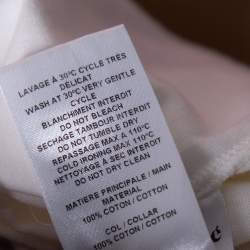 LAVAGE À 30°C CYCLE TRES
DÉLICAT
WASH AT 30°C VERY GENTLE
CYCLE
BLANCHIMENT INTERDIT
DO NOT BLEACH
SECHAGE TAMBOUR INTERDIT
DO NOT TUMBLE DRY
REPASSAGE MAX A 110°C
COLD IRONING MAX 110°C
NETTOYAGE A SEC INTERDIT
DO NOT DRY CLEAN
MATIERE PRINCIPALE / MAIN
MATERIAL
100% COTON / COTTON
COL / COLLAR
100% COTON / COTTON